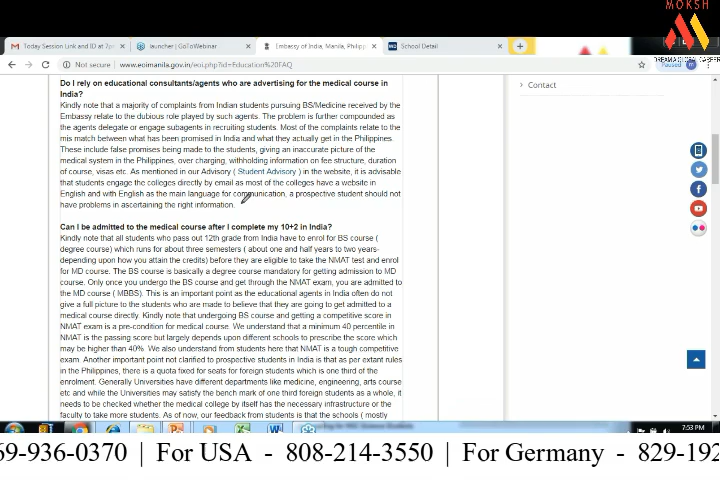 MOKSH
Today Session Link and ID at 7p
launcher | GoToWebinar
Embassy of India, Manila, Philip
School Detail
Not secure | www.eoimanila.gov.in/eoi.php?id=Education%20FAQ
Paused
DREAM A GLOBAL CAREER
Do I rely on educational consultants/agents who are advertising for the medical course in
India?
Kindly note that a majority of complaints from Indian students pursuing BS/Medicine received by the
Embassy relate to the dubious role played by such agents. The problem is further compounded as
the agents delegate or engage subagents in recruiting students. Most of the complaints relate to the
mis match between what has been promised in India and what they actually get in the Philippines.
These include false promises being made to the students, giving an inaccurate picture of the
medical system in the Philippines, over charging, withholding information on fee structure, duration
of course, visas etc. As mentioned in our Advisory ( Student Advisory ) in the website, it is advisable
that students engage the colleges directly by email as most of the colleges have a website in
English and with English as the main language for communication, a prospective student should not
have problems in ascertaining the right information.
Contact
Can I be admitted to the medical course after I complete my 10+2 in India?
Kindly note that all students who pass out 12th grade from India have to enrol for BS course (
degree course) which runs for about three semesters ( about one and half years to two years-
depending upon how you attain the credits) before they are eligible to take the NMAT test and enrol
for MD course. The BS course is basically a degree course mandatory for getting admission to MD
course. Only once you undergo the BS course and get through the NMAT exam, you are admitted to
the MD course ( MBBS). This is an important point as the educational agents in India often do not
give a full picture to the students who are made to believe that they are going to get admitted to a
medical course directly. Kindly note that undergoing BS course and getting a competitive score in
NMAT exam is a pre-condition for medical course. We understand that a minimum 40 percentile in
NMAT is the passing score but largely depends upon different schools to prescribe the score which
may be higher than 40%. We also understand from students here that NMAT is a tough competitive
exam. Another important point not clarified to prospective students in India is that as per extant rules
in the Philippines, there is a quota fixed for seats for foreign students which is one third of the
enrolment. Generally Universities have different departments like medicine, engineering, arts course
etc and while the Universities may satisfy the bench mark of one third foreign students as a whole, it
needs to be checked whether the medical college by itself has the necessary infrastructure or the
faculty to take more students. As of now, our feedback from students is that the schools ( mostly
7:53 PM
69-936-0370 | For USA - 808-214-3550 | For Germany - 829-192